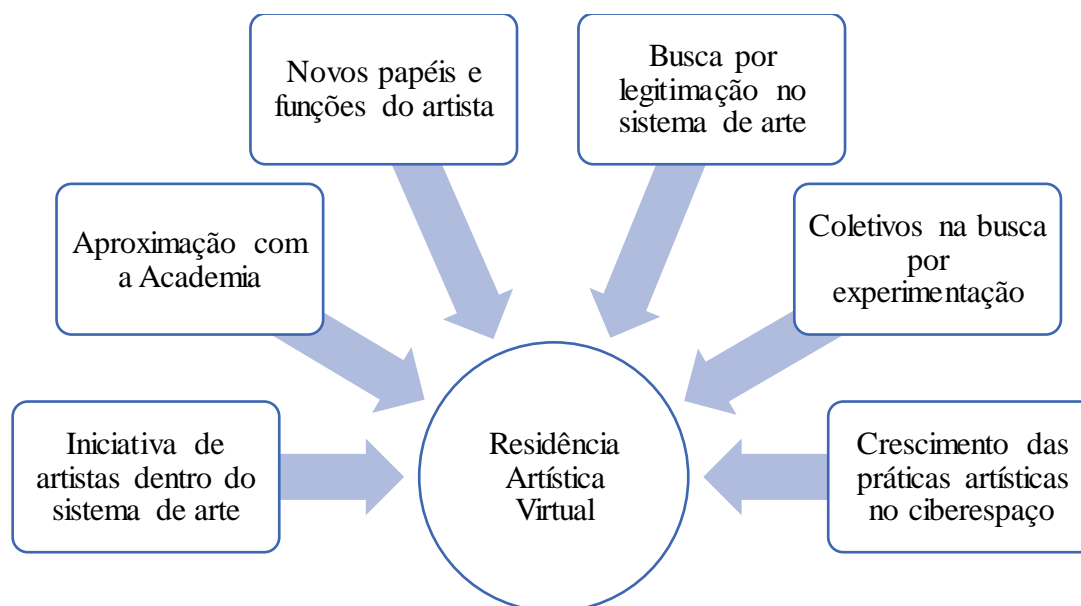 Novos papéis e
funções do artista
Busca por
legitimação no
sistema de arte
Aproximação com
a Academia
Coletivos na busca
por
experimentação
Iniciativa de
artistas dentro do
sistema de arte
Residência
Artística
Virtual
Crescimento das
práticas artísticas
no ciberespaço